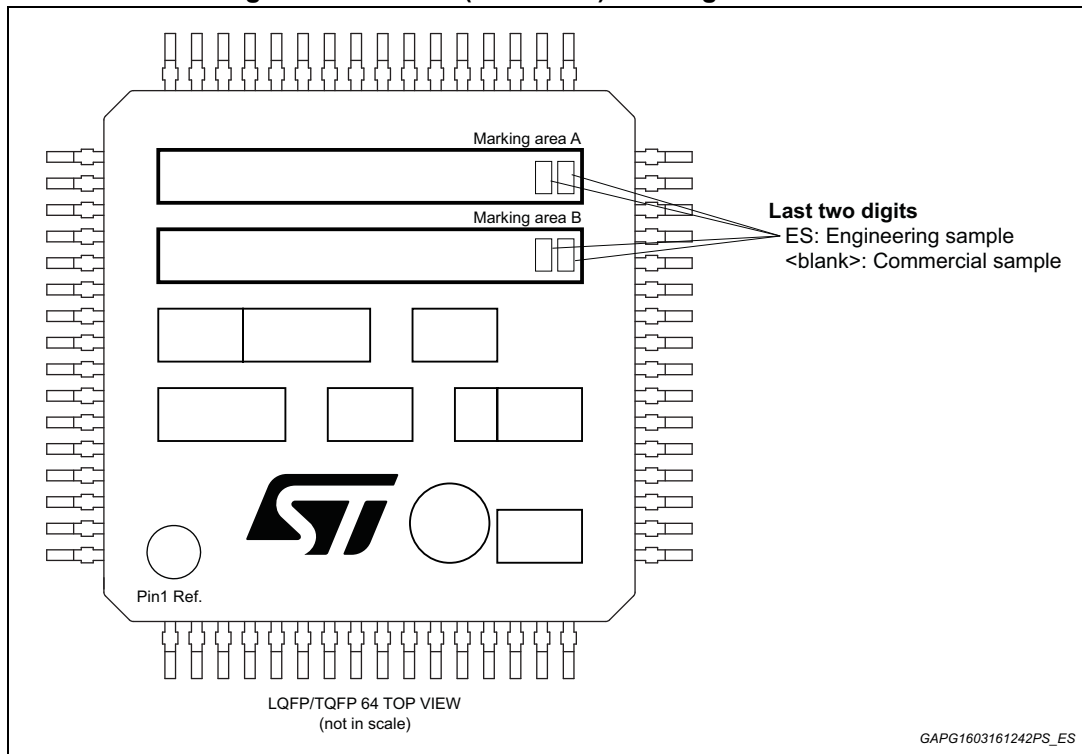 Marking area A
Marking area B
Last two digits
ES: Engineering sample
<blank>: Commercial sample
ST
Pin1 Ref.
LQFP/TQFP 64 TOP VIEW
(not in scale)
GAPG1603161242PS_ES